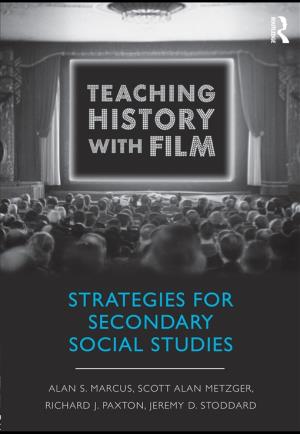 TEACHING
HISTORY
WITH FILM
STRATEGIES FOR
SECONDARY
SOCIAL STUDIES
ALAN S. MARCUS, SCOTT ALAN METZGER,
RICHARD J. PAXTON, JEREMY D. STODDARD